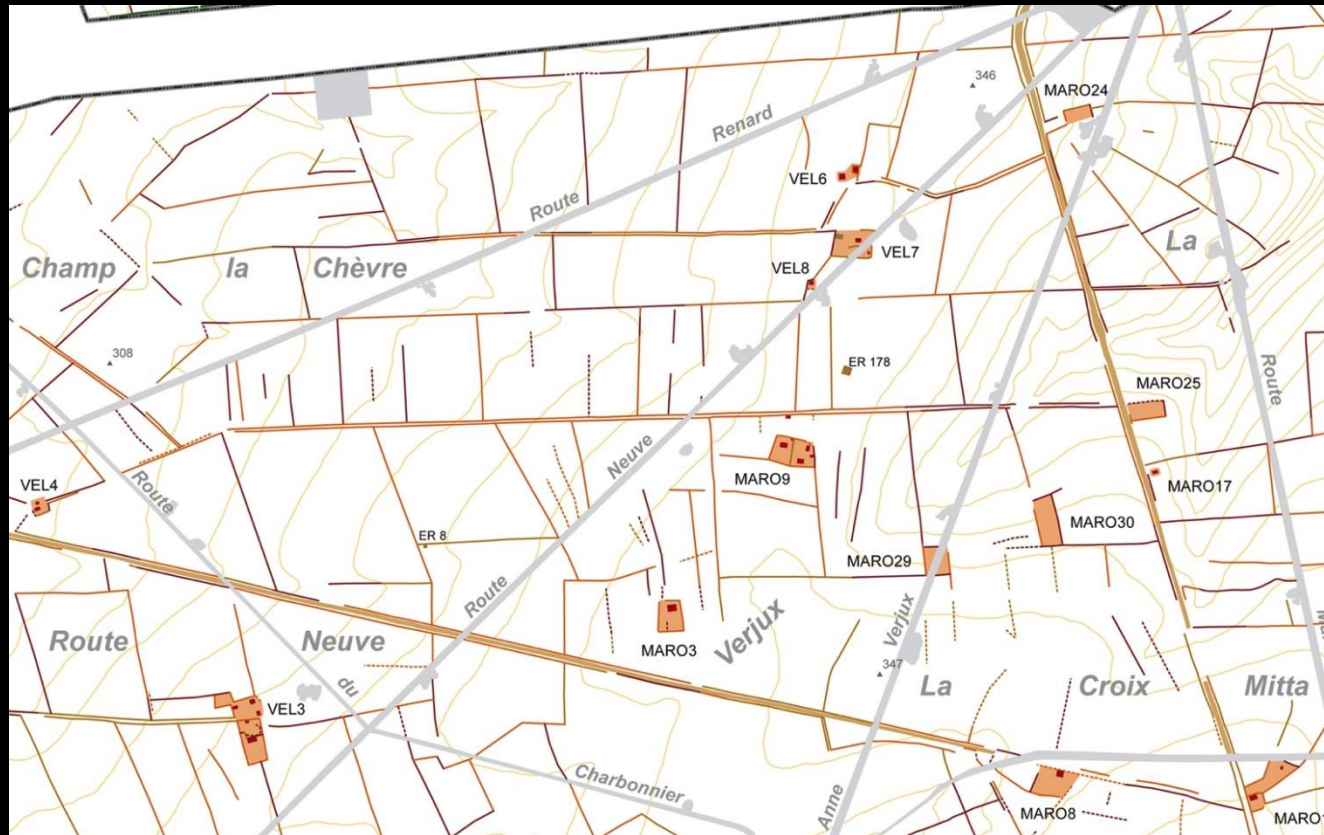 346
MARO24
Renard
VEL6
Route
La
VEL7
Champ
la
Chèvre
VEL8
308
ER 178
Route
MARO25
Neuve
VEL4
Route
MARO9
MARO17
MARO30
ER 8
MARO29
Route
Verjux
Route
Neuve
MARO3
Verjux
347
La
Croix
Mitta
du
VEL3
Charbonnier
Anne
MARO8